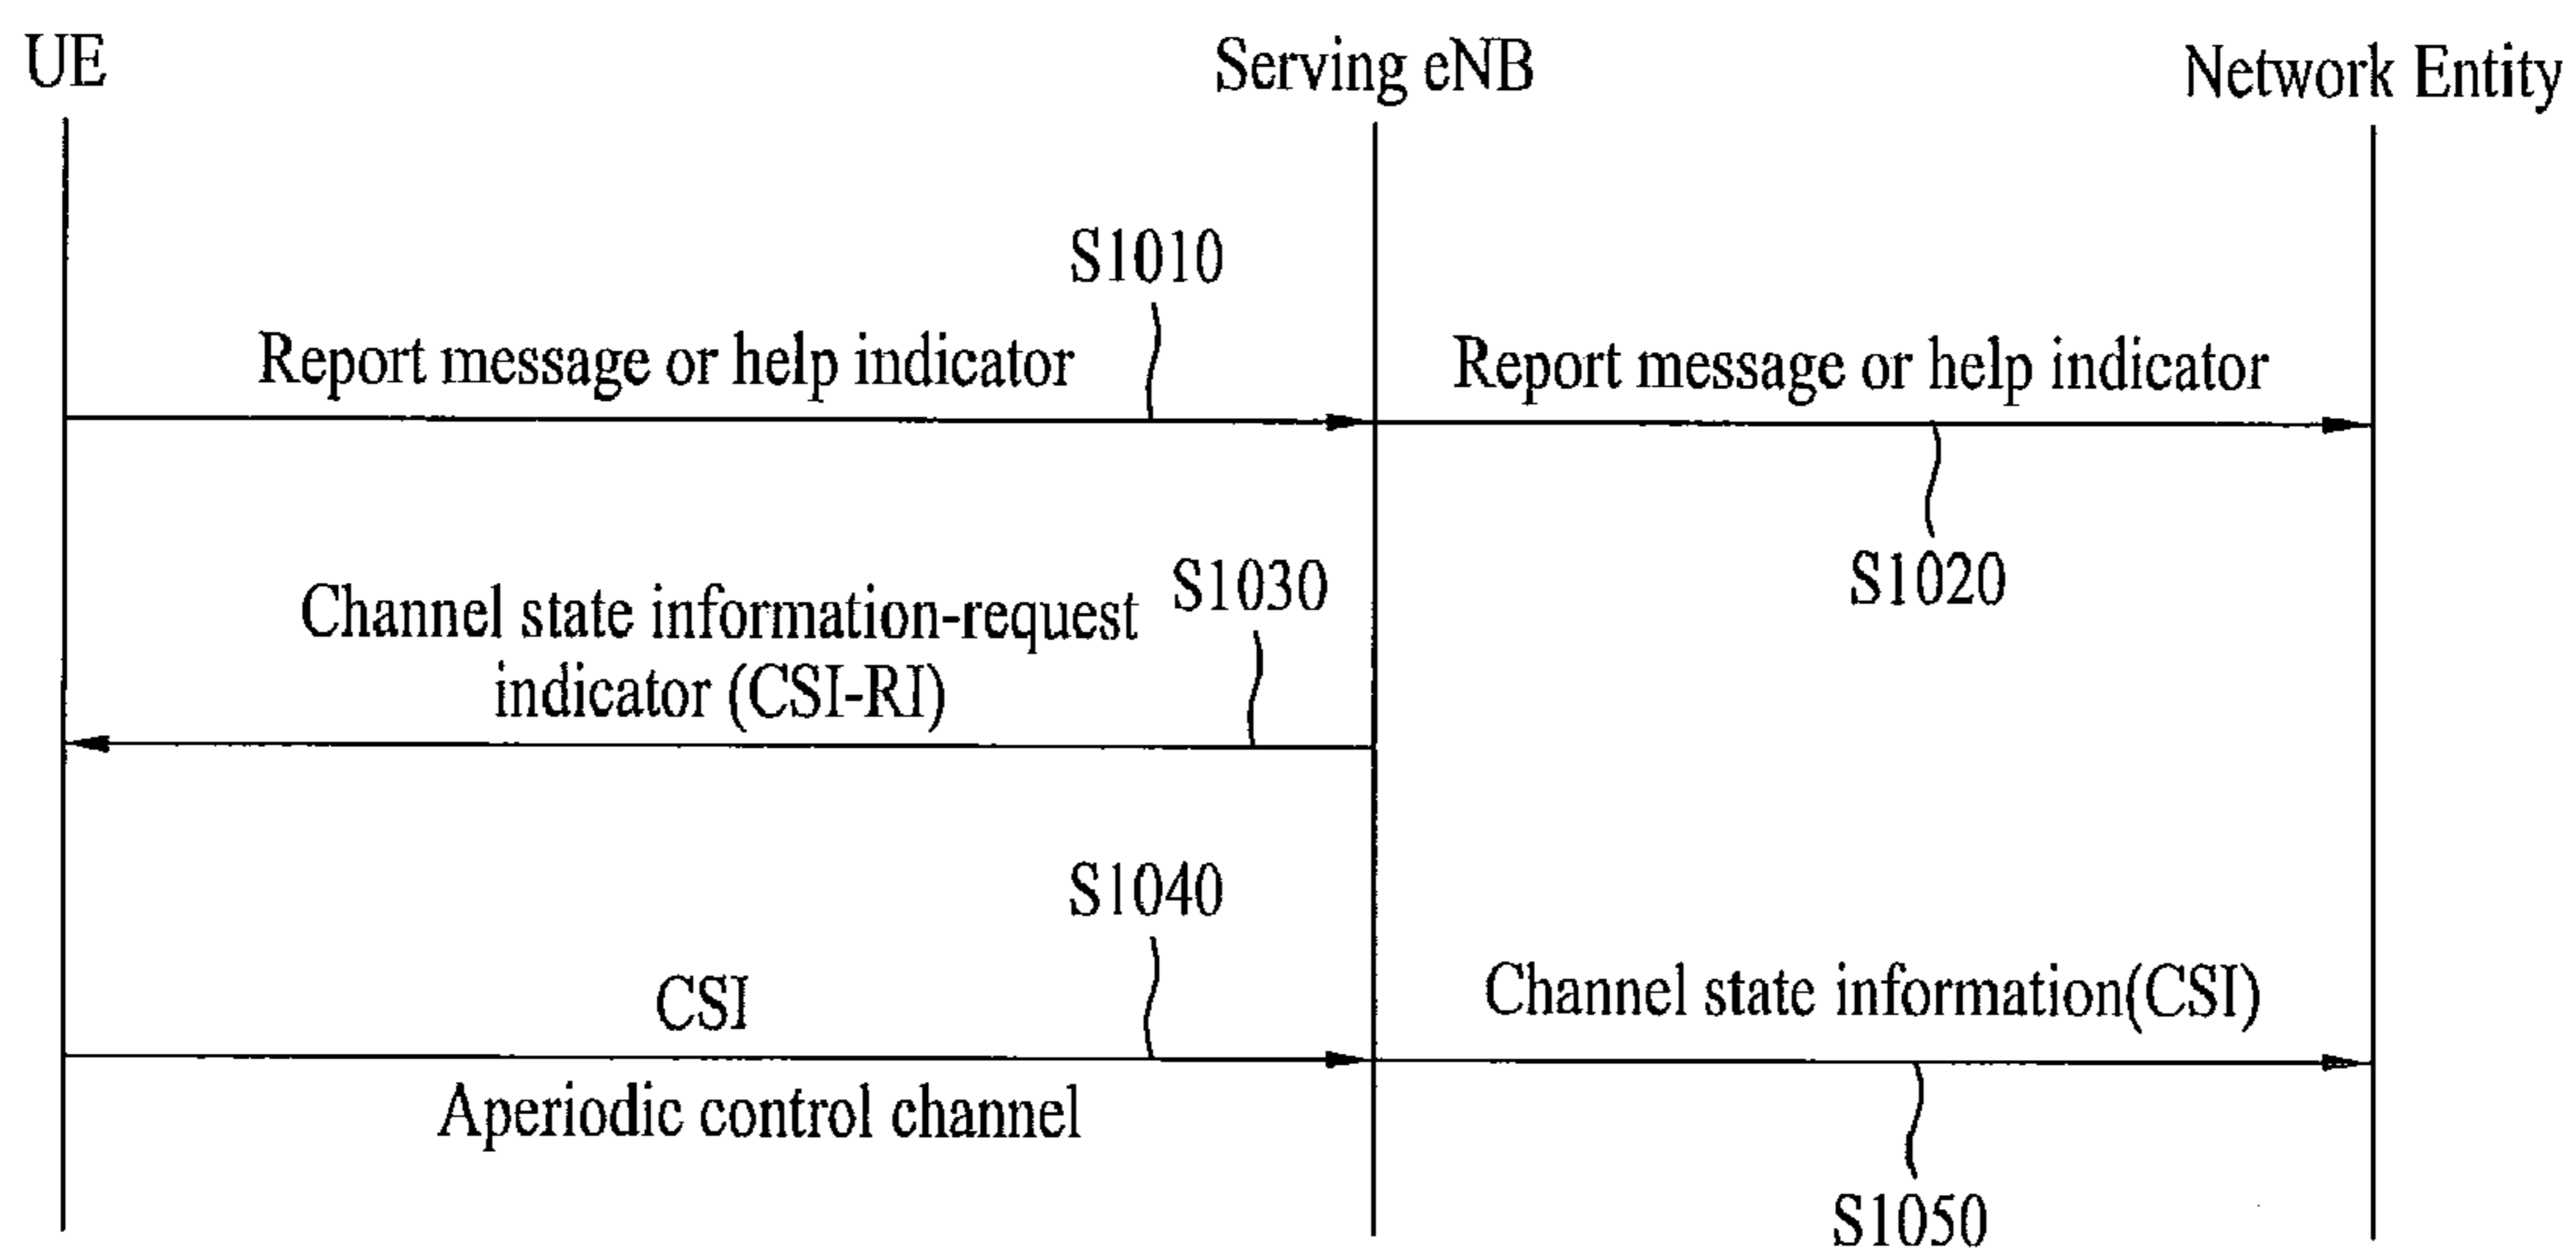 UE
Serving eNB
Network Entity
S1010
Report message or help indicator
Report message or help indicator
S1020
Channel state information-request
indicator (CSI-RI)
S1030
S1040
CSI
Channel state information(CSI)
Aperiodic control channel
S1050